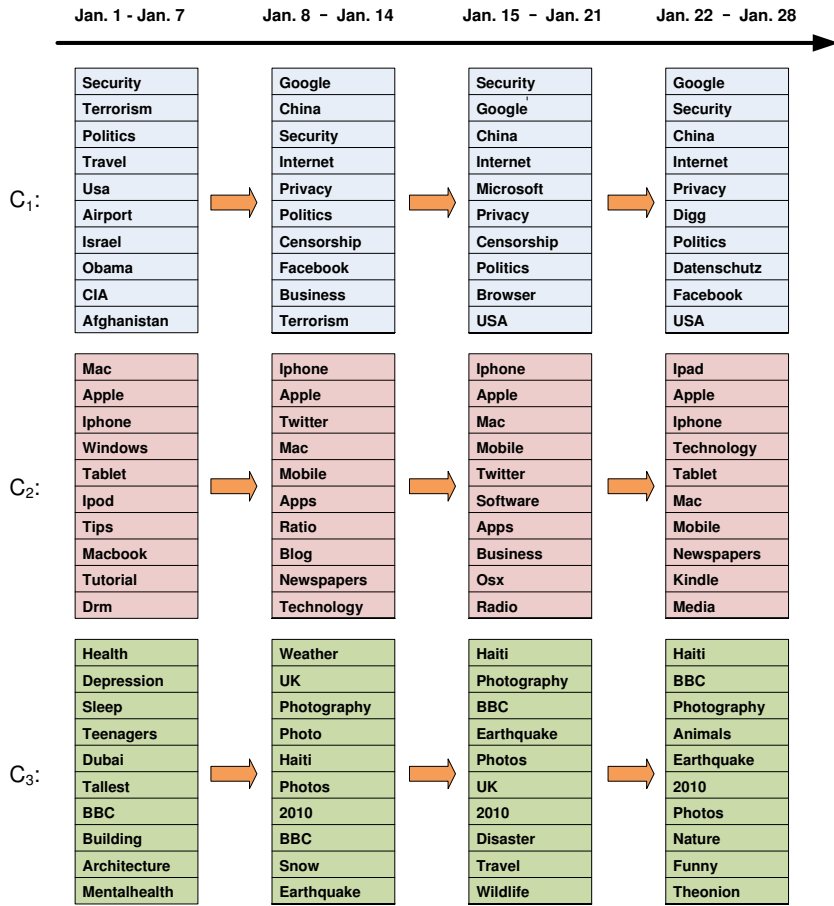 Jan. 1 - Jan. 7
Jan. 8 - Jan. 14
Jan. 15 - Jan. 21
Jan. 22 - Jan. 28
C1:
Security
Terrorism
Politics
Travel
Usa
Airport
Israel
Obama
CIA
Afghanistan
Google
China
Security
Internet
Privacy
Politics
Censorship
Facebook
Business
Terrorism
Security
Google'
China
Internet
Microsoft
Privacy
Censorship
Politics
Browser
USA
Google
Security
China
Internet
Privacy
Digg
Politics
Datenschutz
Facebook
USA
C2:
Mac
Apple
Iphone
Windows
Tablet
Ipod
Tips
Macbook
Tutorial
Drm
Iphone
Apple
Twitter
Mac
Mobile
Apps
Ratio
Blog
Newspapers
Technology
Iphone
Apple
Mac
Mobile
Twitter
Software
Apps
Business
Osx
Radio
Ipad
Apple
Iphone
Technology
Tablet
Mac
Mobile
Newspapers
Kindle
Media
C3:
Health
Depression
Sleep
Teenagers
Dubai
Tallest
BBC
Building
Architecture
Mentalhealth
Weather
UK
Photography
Photo
Haiti
Photos
2010
BBC
Snow
Earthquake
Haiti
Photography
BBC
Earthquake
Photos
UK
2010
Disaster
Travel
Wildlife
Haiti
BBC
Photography
Animals
Earthquake
2010
Photos
Nature
Funny
Theonion